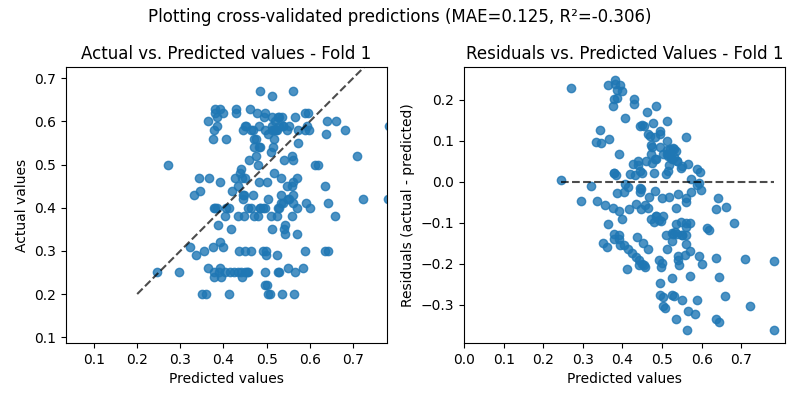 Plotting cross-validated predictions (MAE=0.125, R²=-0.306)
Actual vs. Predicted values - Fold 1
Actual values
0.7
0.6
0.5
0.4
0.3
0.2
0.1
0.1 0.2 0.3 0.4 0.5 0.6 0.7
Predicted values
Residuals vs. Predicted Values - Fold 1
Residuals (actual - predicted)
0.2
0.1
0.0
−0.1
−0.2
−0.3
0.0 0.1 0.2 0.3 0.4 0.5 0.6 0.7
Predicted values